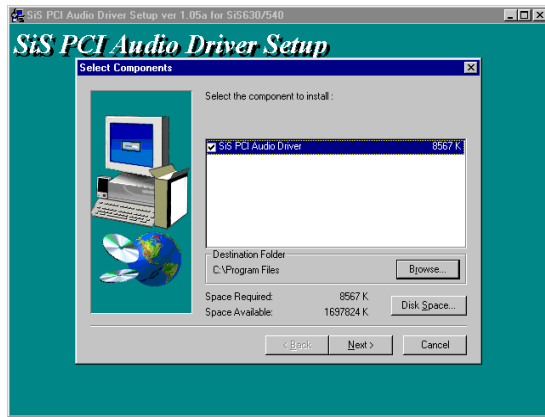 SiS PCI Audio Driver Setup ver 1.05a for SiS630/540
SiS PCI Audio Driver Setup
Select Components
Select the component to install :
SiS PCI Audio Driver 8567 K
Destination Folder
C:\Program Files Browse...
Space Required: 8567 K
Space Available: 1697824 K Disk Space...
< Back Next > Cancel